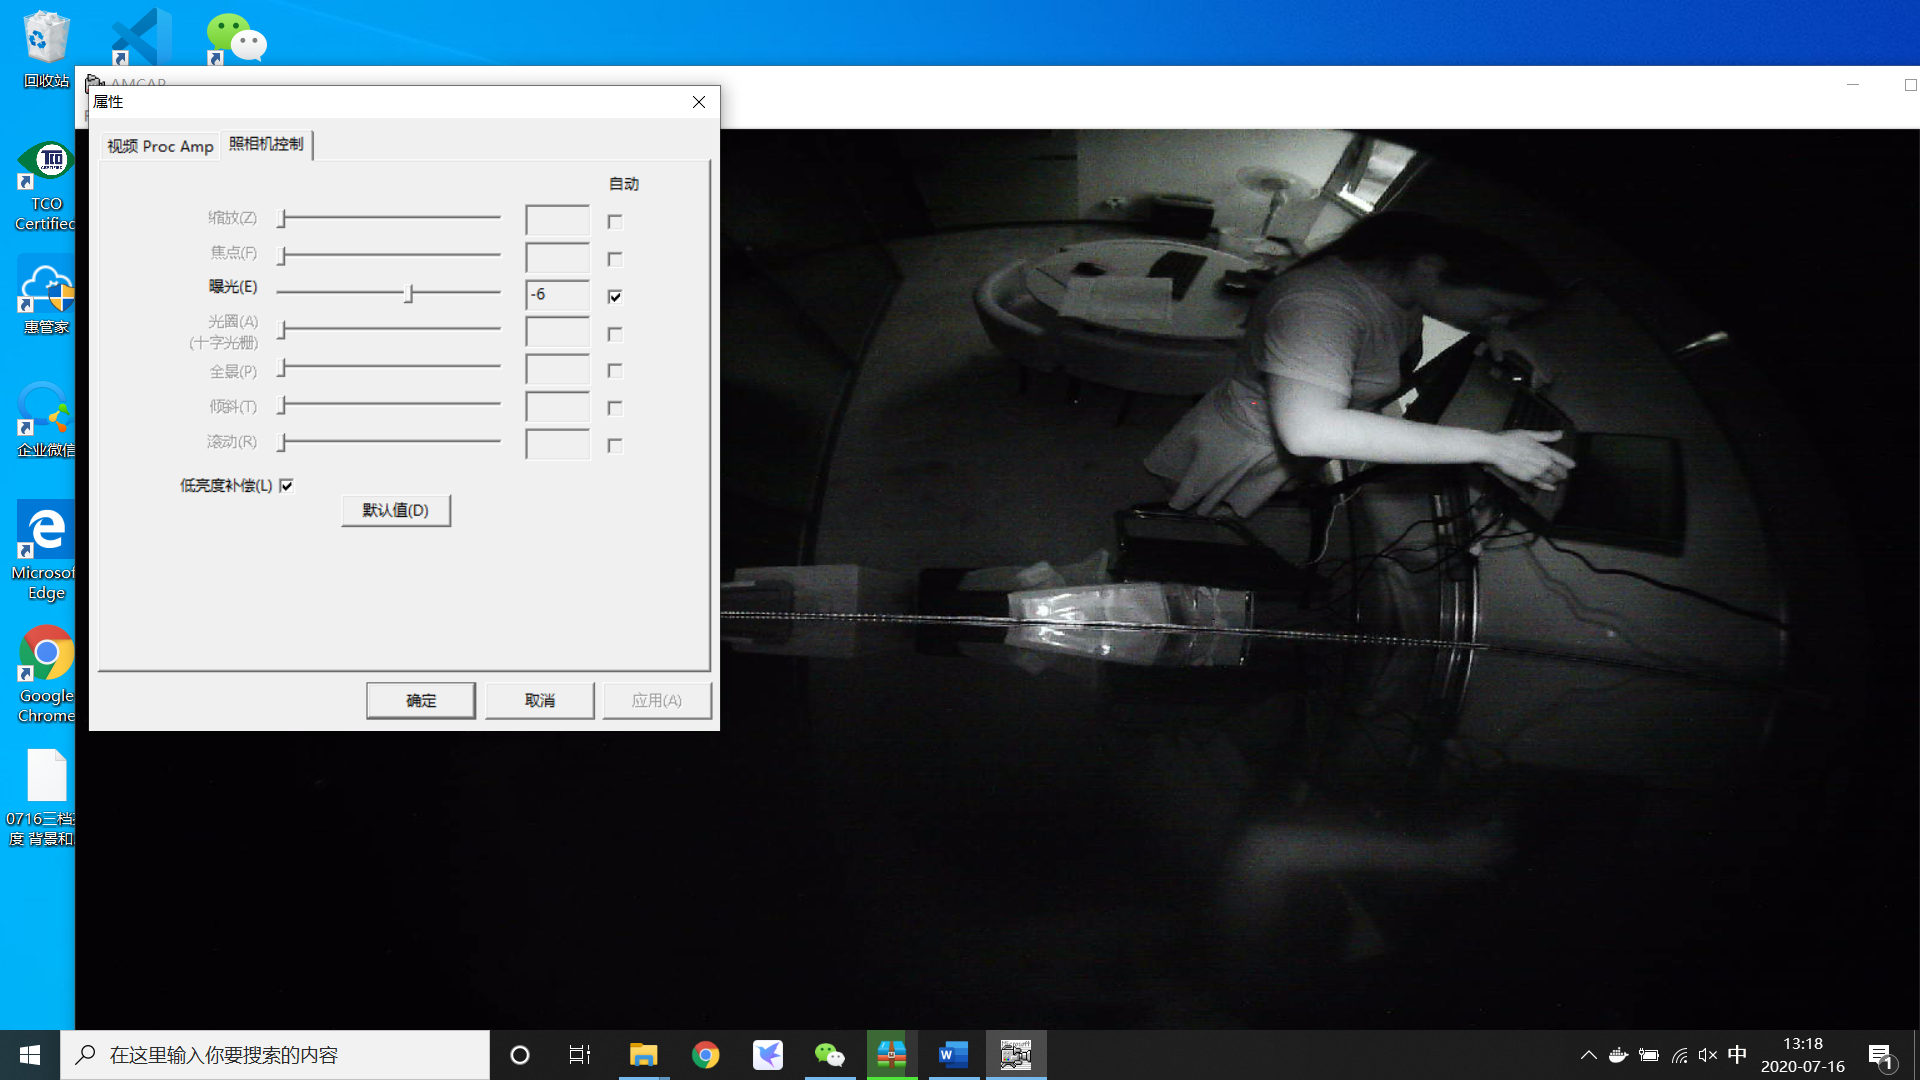 回收站
AMCAP
属性
视频 Proc Amp
照相机控制
自动
缩放(Z)
焦点(F)
曝光(E)
-6
光圈(A)
(十字光栅)
全景(P)
倾斜(T)
滚动(R)
低亮度补偿(L)
默认值(D)
确定
取消
应用(A)
TCO
TCO
Certified
惠管家
企业微信
Microsof
Edge
Google
Chrome
0716三档
度 背景和
在这里输入你要搜索的内容
W
中
13:18
2020-07-16
1